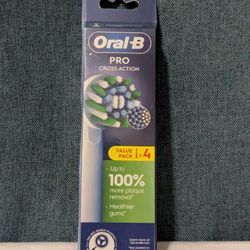 Oral-B
PRO
CROSS ACTION
VALUE
PACK
x4
• Up to
100%
more plaque
removal*
• Healthier
gums*